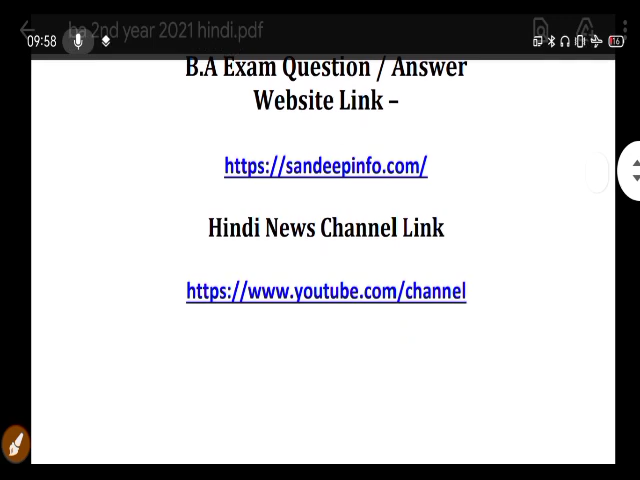 ba 2nd year 2021 hindi.pdf
09:58
16
B.A Exam Question / Answer
Website Link –
https://sandeepinfo.com/
Hindi News Channel Link
https://www.youtube.com/channel